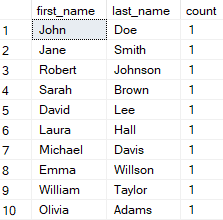 first_name last_name count
1 John Doe 1
2 Jane Smith 1
3 Robert Johnson 1
4 Sarah Brown 1
5 David Lee 1
6 Laura Hall 1
7 Michael Davis 1
8 Emma Willson 1
9 William Taylor 1
10 Olivia Adams 1